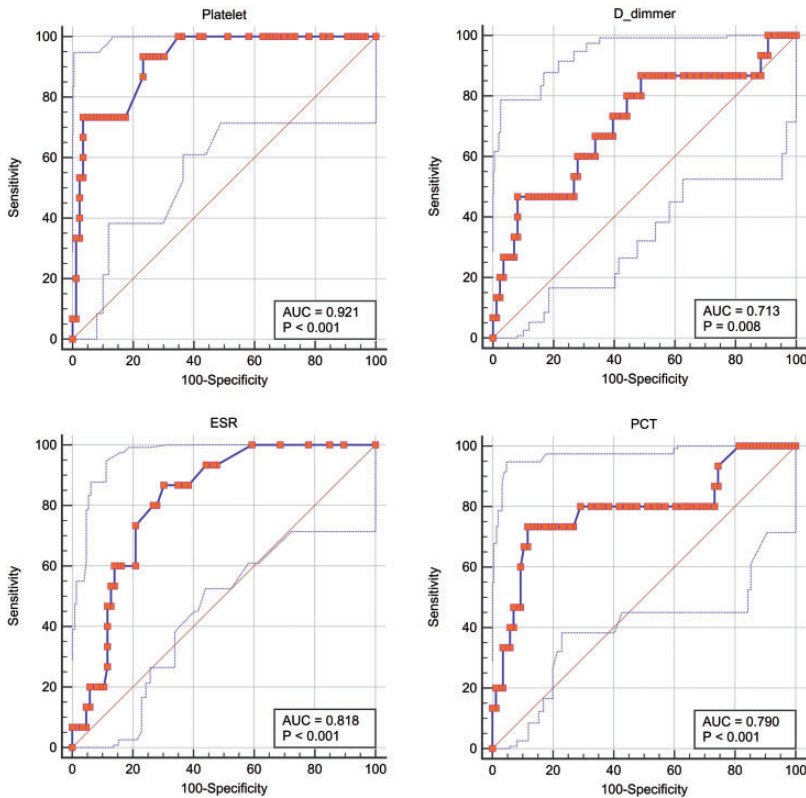 Platelet
100
80
60
40
20
0
Sensitivity
AUC = 0.921
P < 0.001
0 20 40 60 80 100
100-Specificity
D_dimmer
100
80
60
40
20
0
Sensitivity
AUC = 0.713
P = 0.008
0 20 40 60 80 100
100-Specificity
ESR
100
80
60
40
20
0
Sensitivity
AUC = 0.818
P < 0.001
0 20 40 60 80 100
100-Specificity
PCT
100
80
60
40
20
0
Sensitivity
AUC = 0.790
P < 0.001
0 20 40 60 80 100
100-Specificity